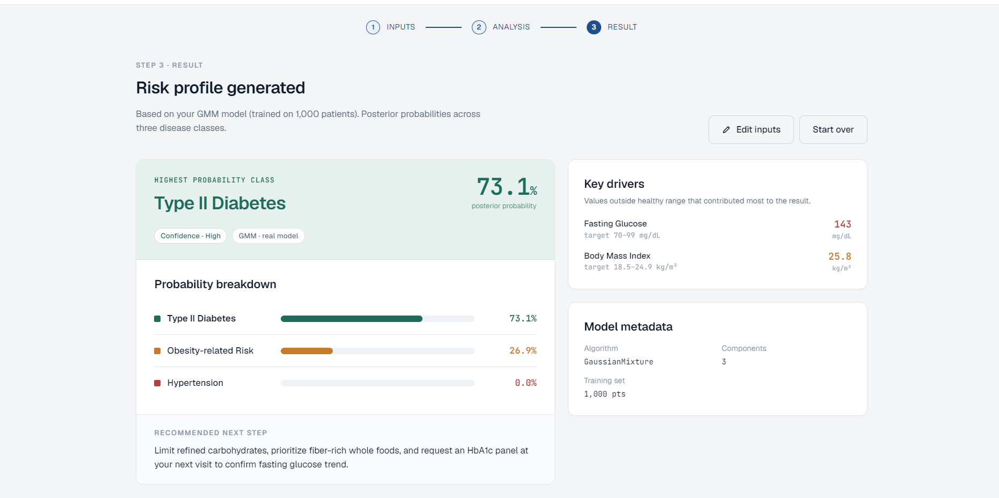 1 INPUTS 2 ANALYSIS 3 RESULT
STEP 3 · RESULT
Risk profile generated
Based on your GMM model (trained on 1,000 patients). Posterior probabilities across
three disease classes.
Edit inputs
Start over
HIGHEST PROBABILITY CLASS
Type II Diabetes
73.1%
posterior probability
Confidence · High
GMM · real model
Probability breakdown
Type II Diabetes 73.1%
Obesity-related Risk 26.9%
Hypertension 0.0%
RECOMMENDED NEXT STEP
Limit refined carbohydrates, prioritize fiber-rich whole foods, and request an HbA1c panel at
your next visit to confirm fasting glucose trend.
Key drivers
Values outside healthy range that contributed most to the result.
Fasting Glucose 143
target 70–99 mg/dL mg/dL
Body Mass Index 25.8
target 18.5–24.9 kg/m² kg/m²
Model metadata
Algorithm Components
GaussianMixture 3
Training set
1,000 pts